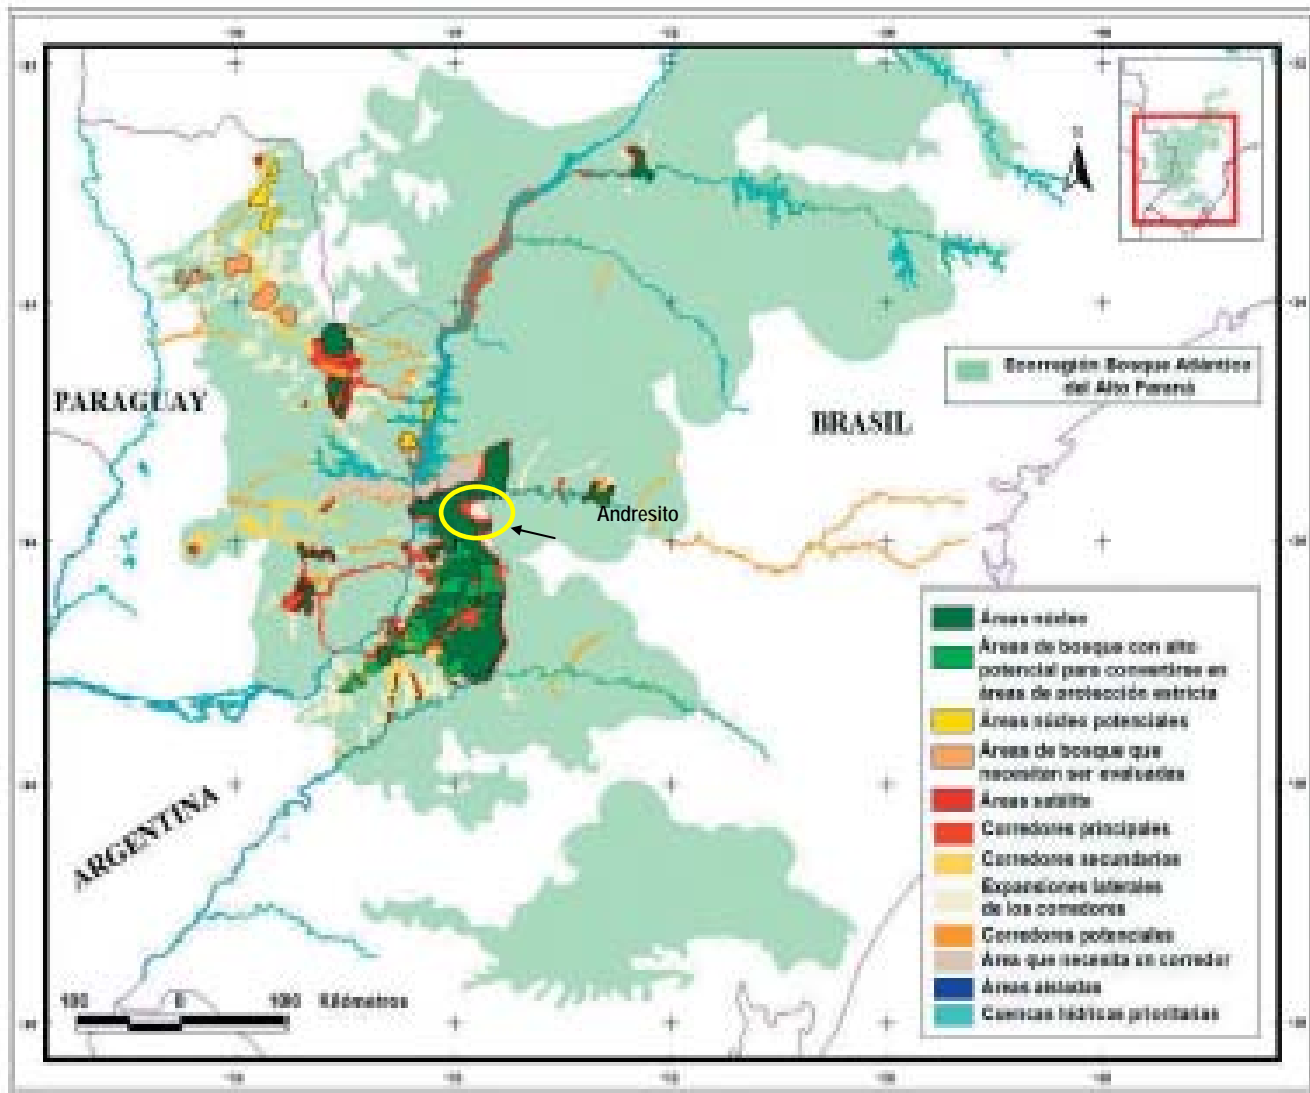 PARAGUAY
BRASIL
ARGENTINA
Andresito
Ecorregión Bosque Atlántico
del Alto Paraná
Áreas núcleo
Áreas de bosque con alto
potencial para convertirse en
áreas de protección estricta
Áreas núcleo potenciales
Áreas de bosque que
necesitan ser evaluadas
Áreas satélite
Corredores principales
Corredores secundarios
Expansiones laterales
de los corredores
Corredores potenciales
Área que necesita un corredor
Áreas aisladas
Cuencas hídricas prioritarias
100 0 100 Kilómetros